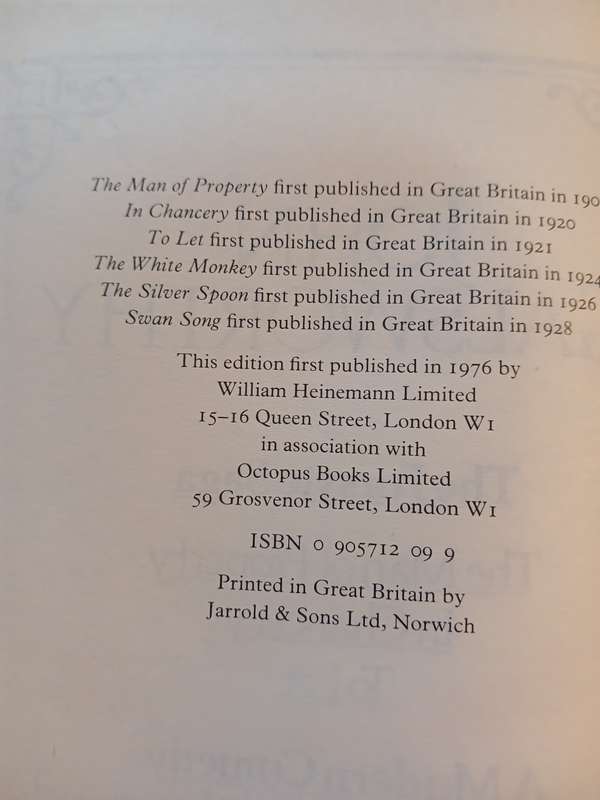 The Man of Property first published in Great Britain in 190
In Chancery first published in Great Britain in 1920
To Let first published in Great Britain in 1921
The White Monkey first published in Great Britain in 1924
The Silver Spoon first published in Great Britain in 1926
Swan Song first published in Great Britain in 1928
This edition first published in 1976 by
William Heinemann Limited
15–16 Queen Street, London W1
in association with
Octopus Books Limited
59 Grosvenor Street, London W1
ISBN 0 905712 09 9
Printed in Great Britain by
Jarrold & Sons Ltd, Norwich